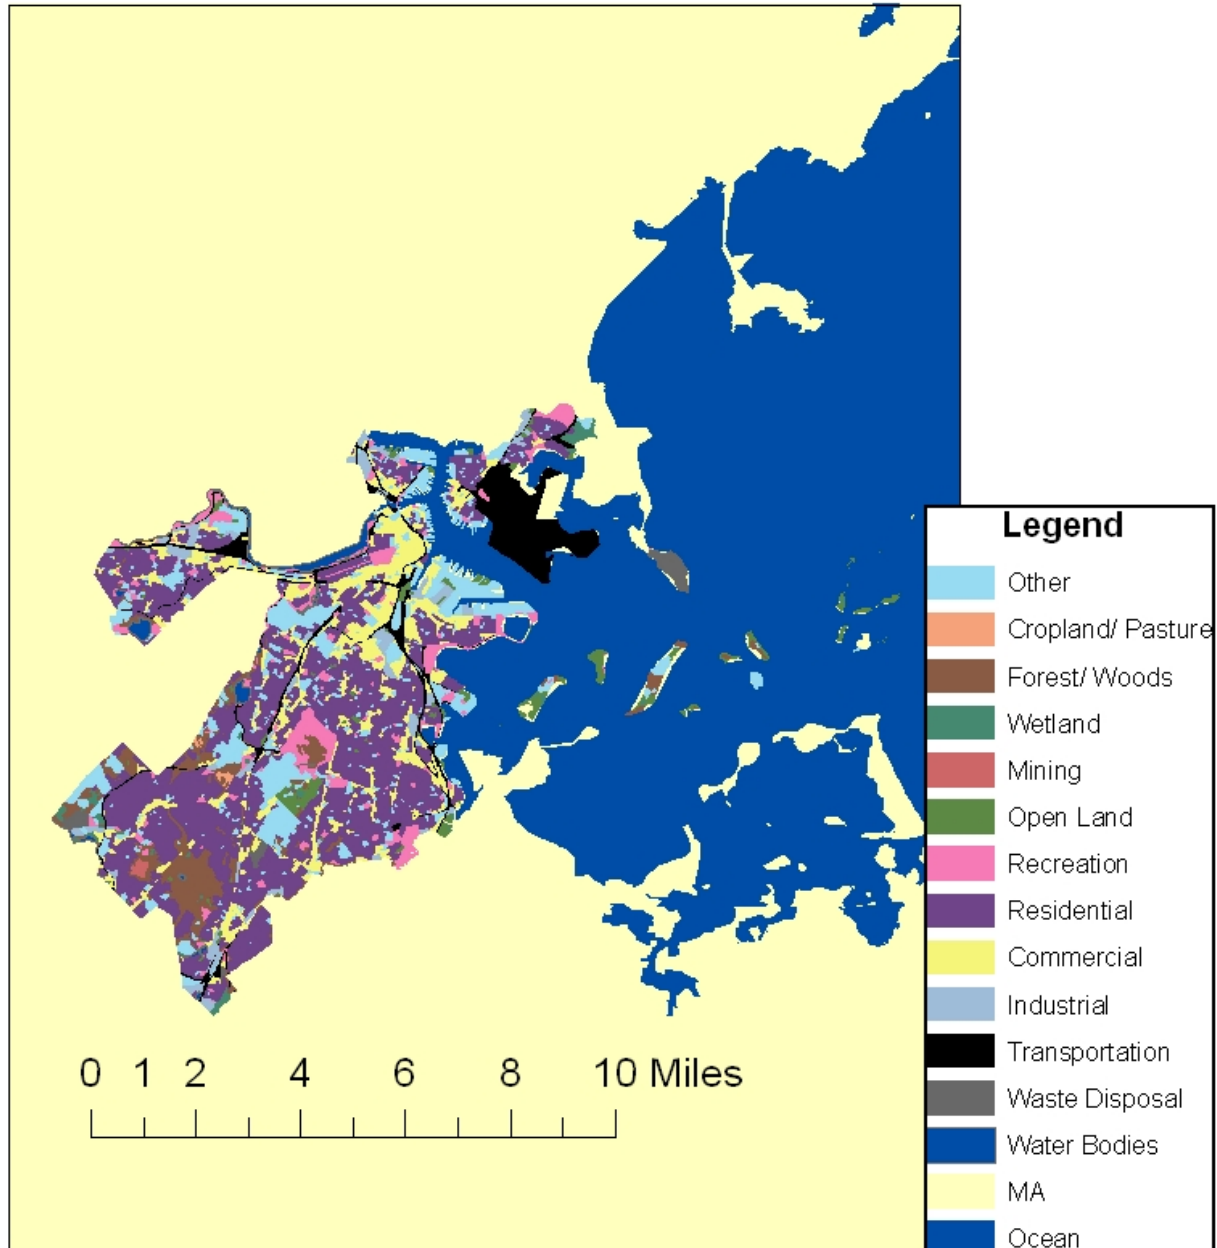 Legend
Other
Cropland/ Pasture
Forest/ Woods
Wetland
Mining
Open Land
Recreation
Residential
Commercial
Industrial
Transportation
Waste Disposal
Water Bodies
MA
Ocean
0 1 2 4 6 8 10 Miles